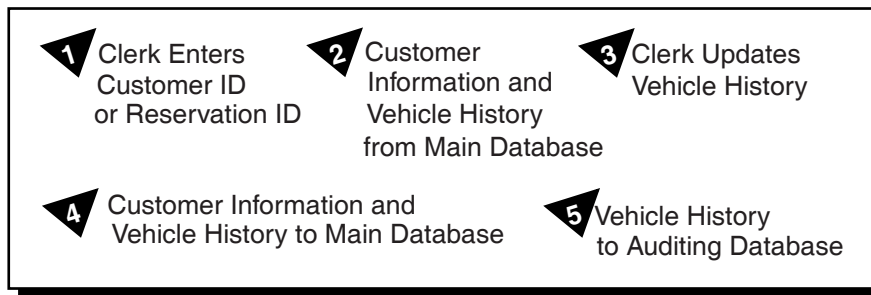 1 Clerk Enters
Customer ID
or Reservation ID
2 Customer
Information and
Vehicle History
from Main Database
3 Clerk Updates
Vehicle History
4 Customer Information and
Vehicle History to Main Database
5 Vehicle History
to Auditing Database